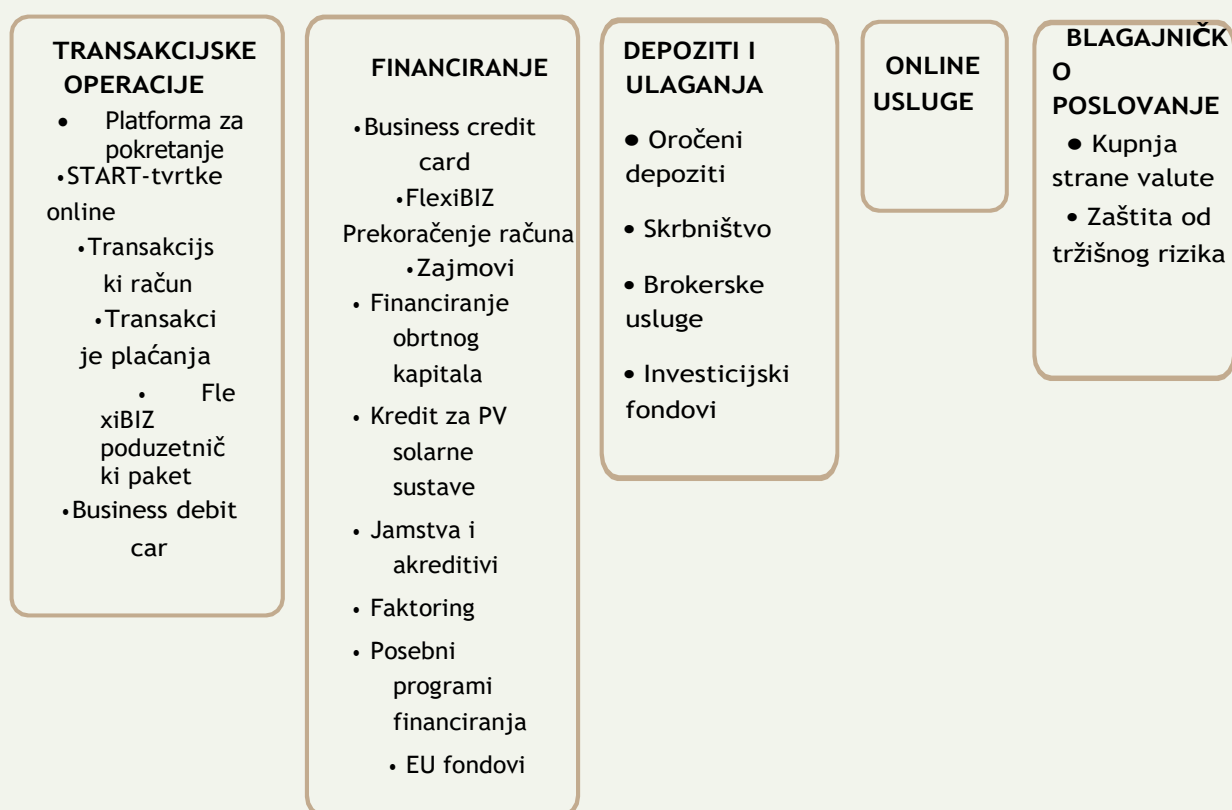 TRANSAKCIJSKE
OPERACIJE
• Platforma za
pokretanje
•START-tvrtke
online
•Transakcijs
ki račun
•Transakci
je plaćanja
• Fle
xiBIZ
poduzetnič
ki paket
•Business debit
car
FINANCIRANJE
•Business credit
card
•FlexiBIZ
Prekoračenje računa
•Zajmovi
• Financiranje
obrtnog
kapitala
• Kredit za PV
solarne
sustave
• Jamstva i
akreditivi
• Faktoring
• Posebni
programi
financiranja
• EU fondovi
DEPOZITI I
ULAGANJA
• Oročeni
depoziti
• Skrbništvo
• Brokerske
usluge
• Investicijski
fondovi
ONLINE
USLUGE
BLAGAJNIČK
O
POSLOVANJE
• Kupnja
strane valute
• Zaštita od
tržišnog rizika